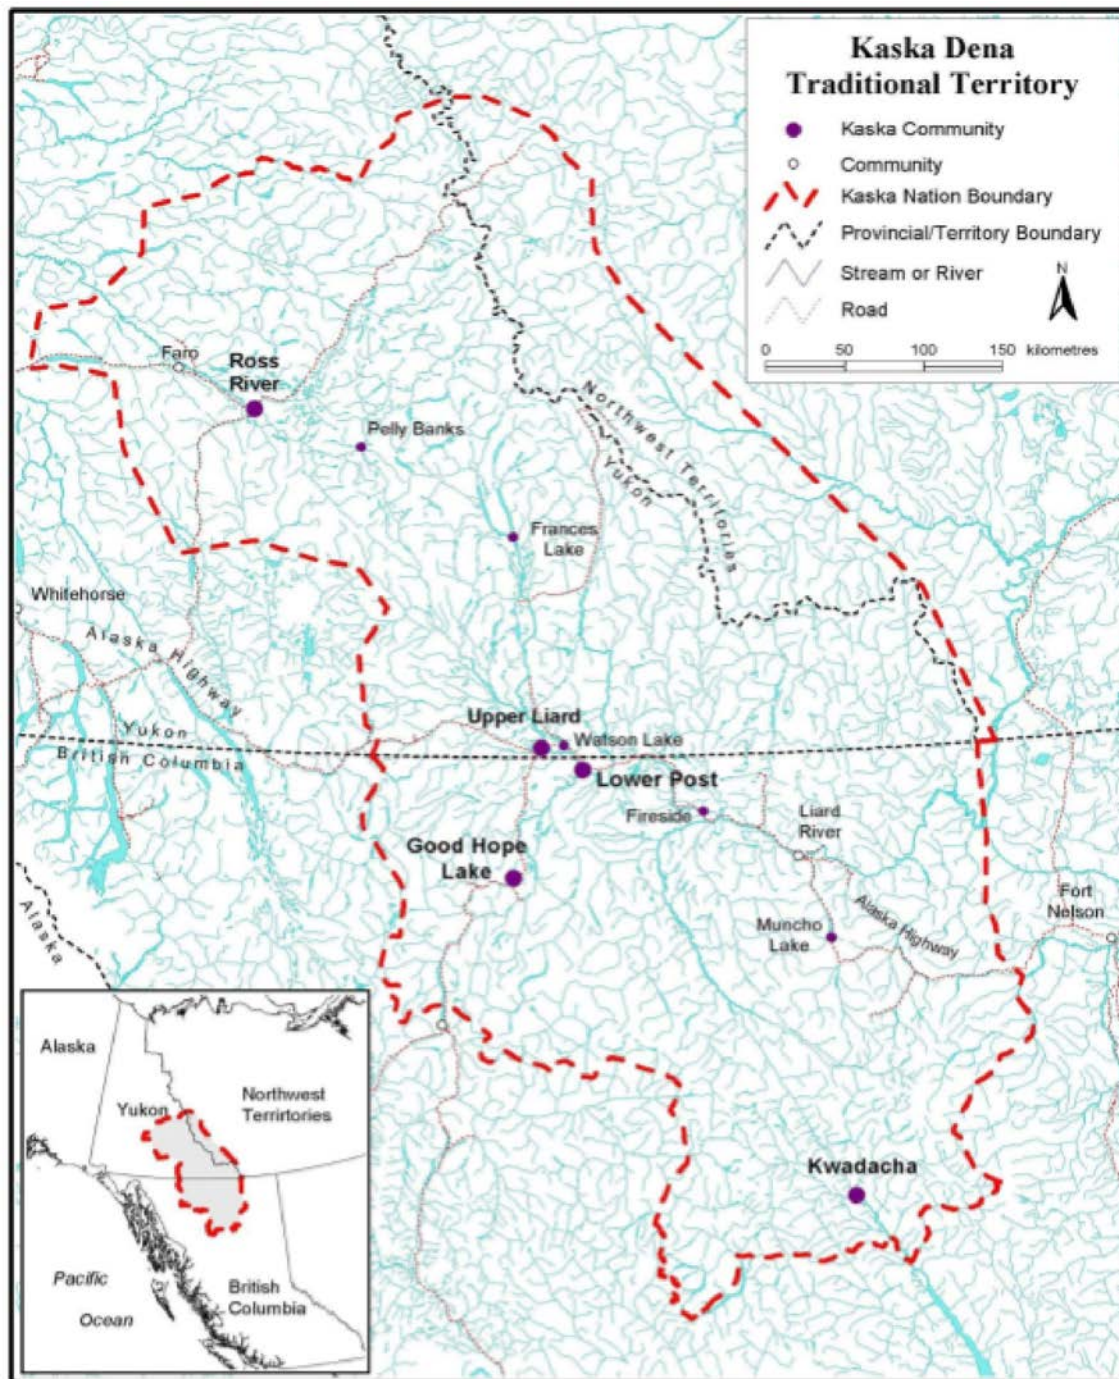 Kaska Dena
Traditional Territory
Kaska Community
Community
Kaska Nation Boundary
Provincial/Territory Boundary
Stream or River
Road
N
0 50 100 150 kilometres
Faro
Ross
River
Pelly Banks
Northwest Territories
Yukon
Frances
Lake
Whitehorse
Alaska Highway
Yukon
British Columbia
Upper Liard
Watson Lake
Lower Post
Fireside
Liard
River
Good Hope
Lake
Muncho
Lake
Alaska Highway
Fort
Nelson
Alaska
Kwadacha
Alaska
Yukon
Northwest
Terrirtories
Pacific
Ocean
British
Columbia